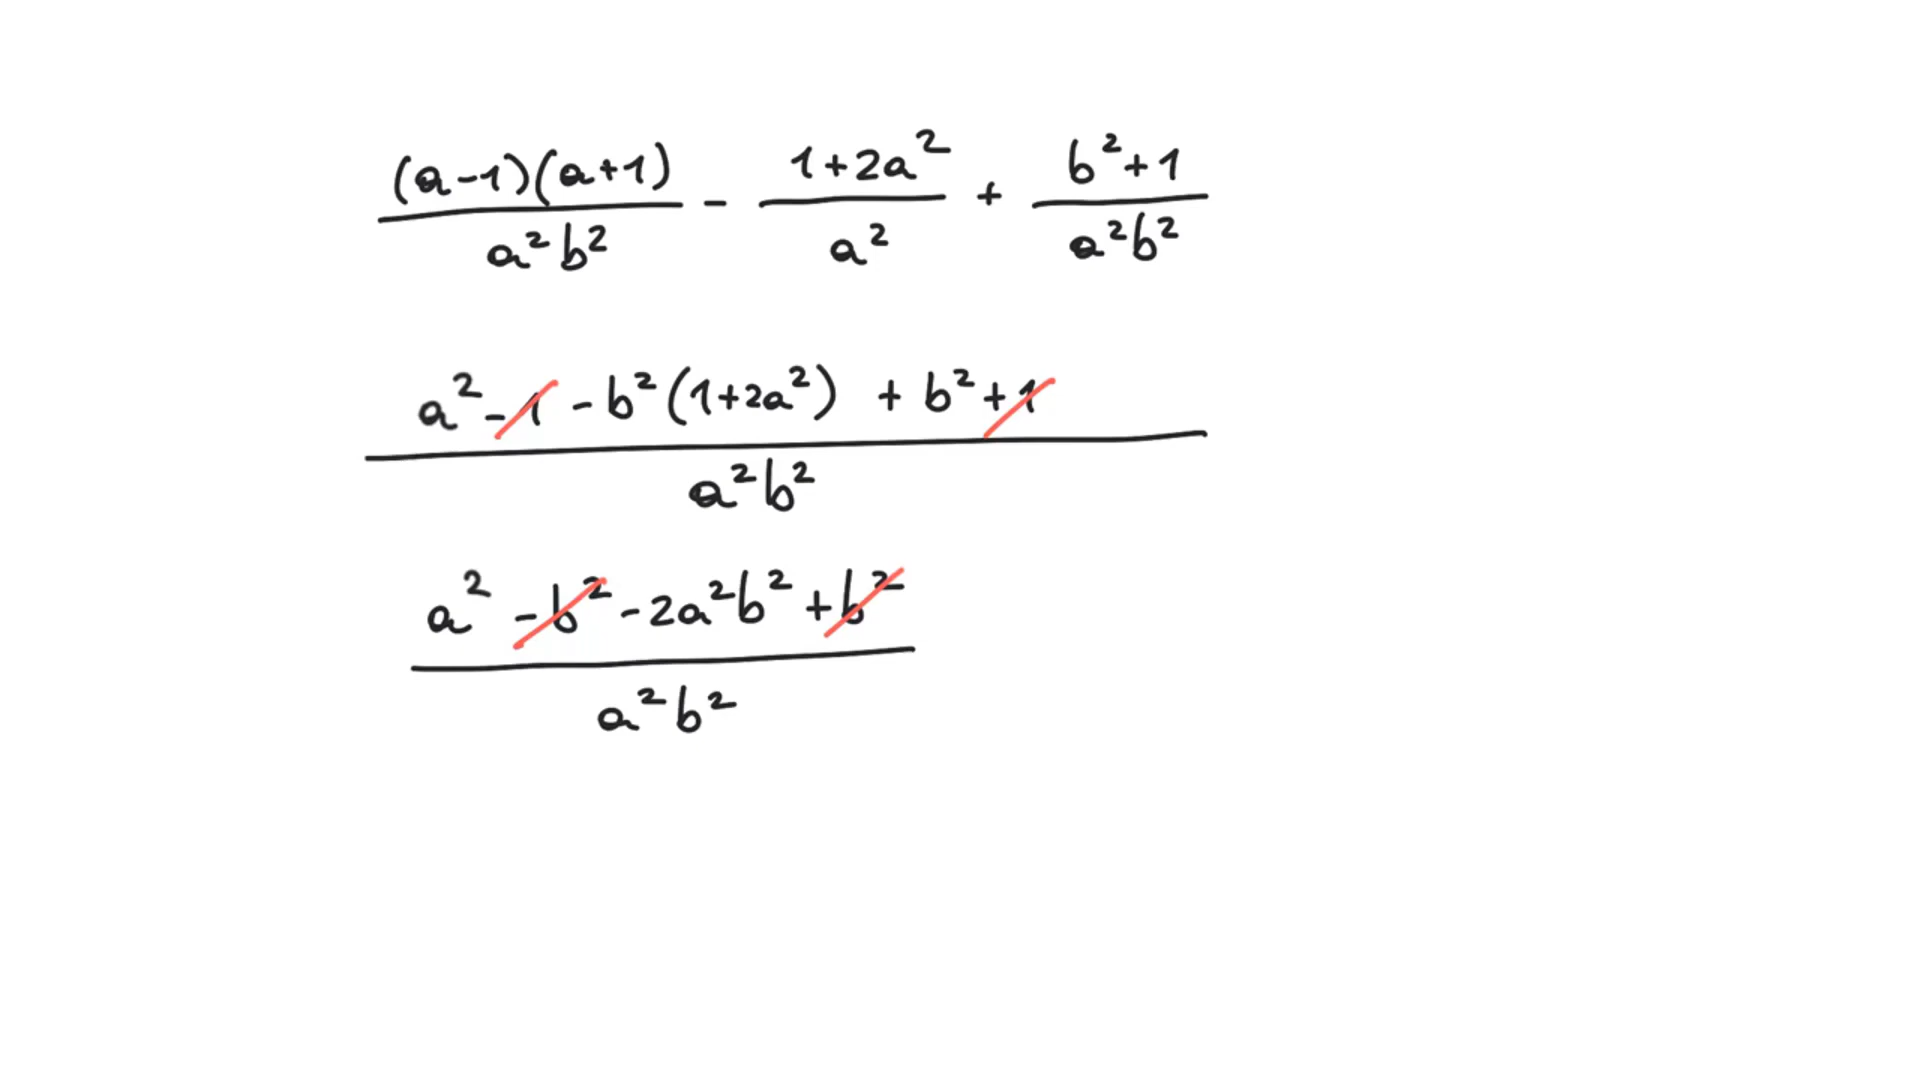 (a-1)(a+1)/a²b² - 1+2a²/a² + b²+1/a²b²
a² - 1 - b²(1+2a²) + b² + 1/a²b²
a² - b² - 2a²b² + b²/a²b²